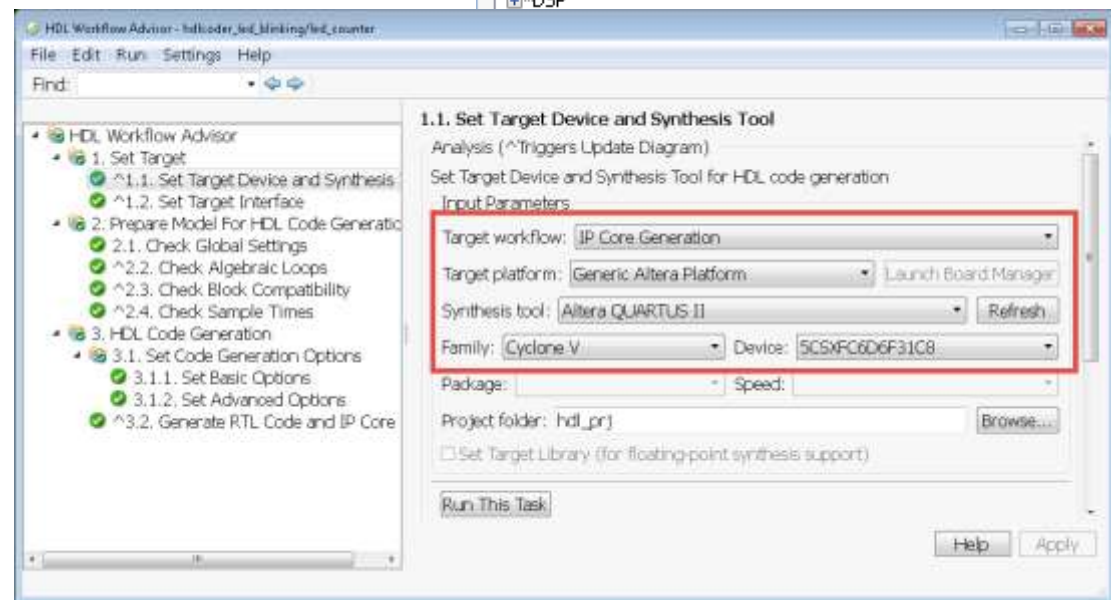 HDL Workflow Advisor - hdlcoder_led_blinking/led_counter
File Edit Run Settings Help
Find:
HDL Workflow Advisor
1. Set Target
^1.1. Set Target Device and Synthesis
^1.2. Set Target Interface
2. Prepare Model For HDL Code Generatic
2.1. Check Global Settings
^2.2. Check Algebraic Loops
^2.3. Check Block Compatibility
^2.4. Check Sample Times
3. HDL Code Generation
3.1. Set Code Generation Options
3.1.1. Set Basic Options
3.1.2. Set Advanced Options
^3.2. Generate RTL Code and IP Core
1.1. Set Target Device and Synthesis Tool
Analysis (^Triggers Update Diagram)
Set Target Device and Synthesis Tool for HDL code generation
Input Parameters
Target workflow: IP Core Generation
Target platform: Generic Altera Platform Launch Board Manager
Synthesis tool: Altera QUARTUS II Refresh
Family: Cyclone V Device: 5CSXFC6D6F31C8
Package: Speed:
Project folder: hdl_prj Browse...
Set Target Library (for floating-point synthesis support)
Run This Task
Help Apply